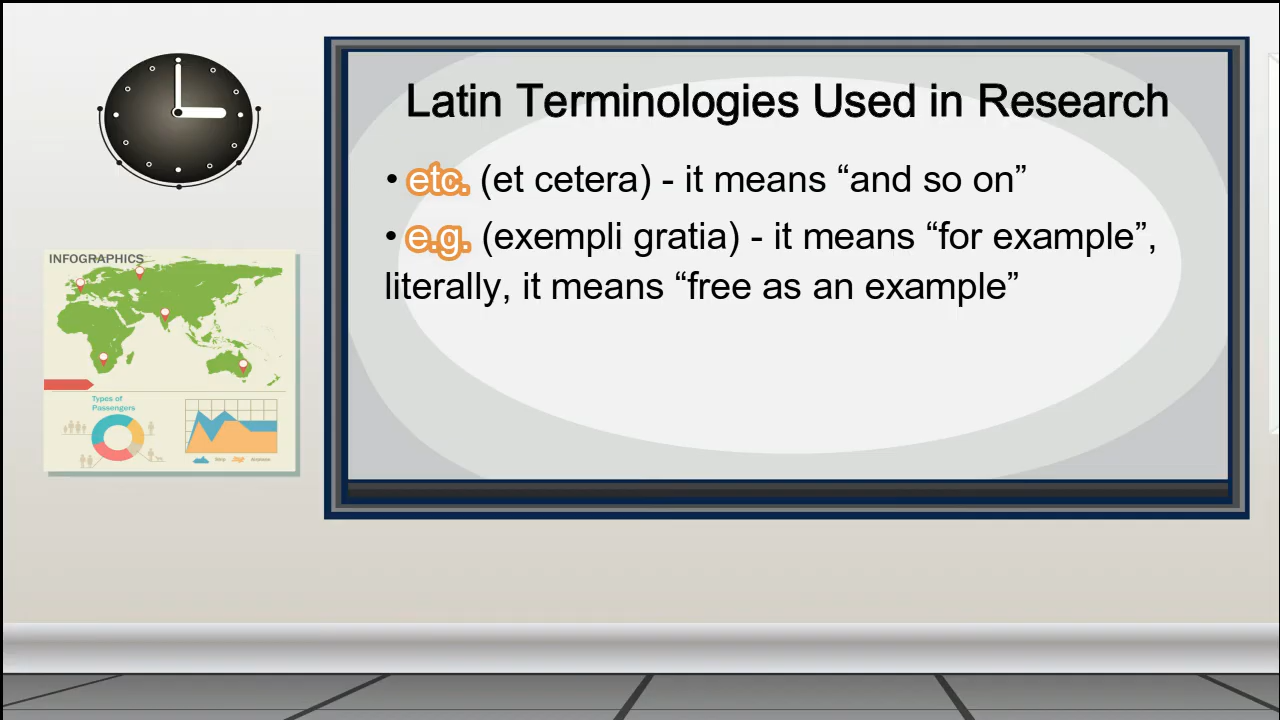 Latin Terminologies Used in Research
• etc. (et cetera) - it means “and so on”
• e.g. (exempli gratia) - it means “for example”,
literally, it means “free as an example”
INFOGRAPHICS
Types of
Passengers